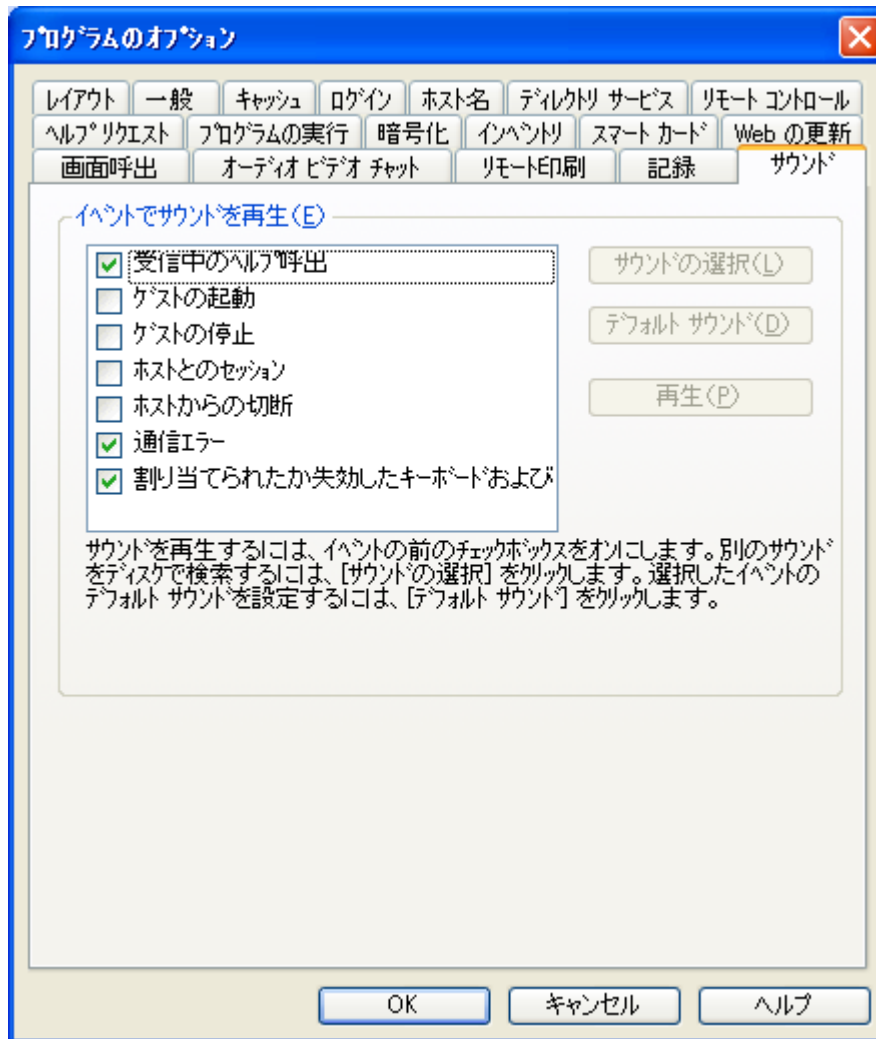 プログラムのオプション
レイアウト 一般 キャッシュ ログイン ホスト名 ディレクトリ サービス リモート コントロール
ヘルプ リクエスト プログラムの実行 暗号化 インベントリ スマート カード Web の更新
画面呼出 オーディオ ビデオ チャット リモート印刷 記録 サウンド
イベントでサウンドを再生(E)
受信中のヘルプ呼出
ゲストの起動
ゲストの停止
ホストとのセッション
ホストからの切断
通信エラー
割り当てられたか失効したキーボードおよび
サウンドの選択(L)
デフォルト サウンド(D)
再生(P)
サウンドを再生するには、イベントの前のチェックボックスをオンにします。別のサウンド
をディスクで検索するには、[サウンドの選択] をクリックします。選択したイベントの
デフォルト サウンドを設定するには、[デフォルト サウンド] をクリックします。
OK キャンセル ヘルプ